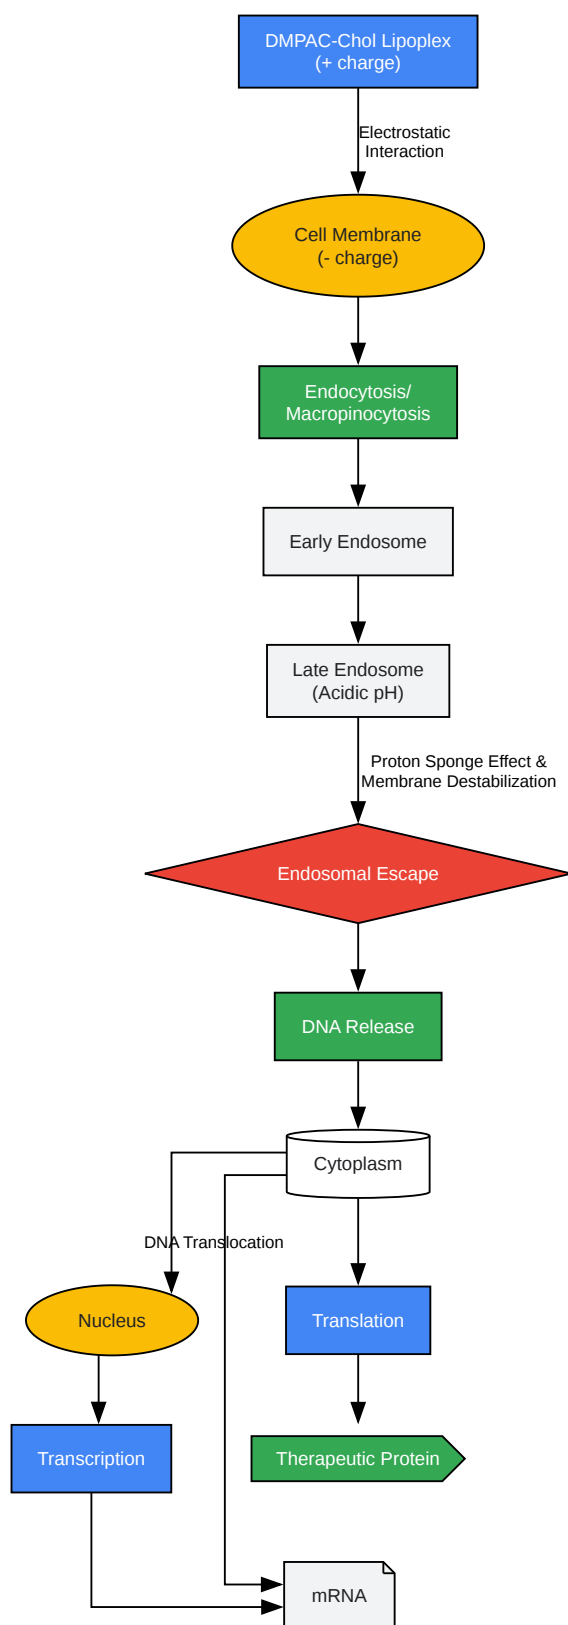 DMPAC-Chol Lipoplex
(+ charge)
Electrostatic
Interaction
Cell Membrane
(- charge)
Endocytosis/
Macropinocytosis
Early Endosome
Late Endosome
(Acidic pH)
Proton Sponge Effect &
Membrane Destabilization
Endosomal Escape
DNA Release
Cytoplasm
DNA Translocation
Nucleus
Translation
Transcription
Therapeutic Protein
mRNA